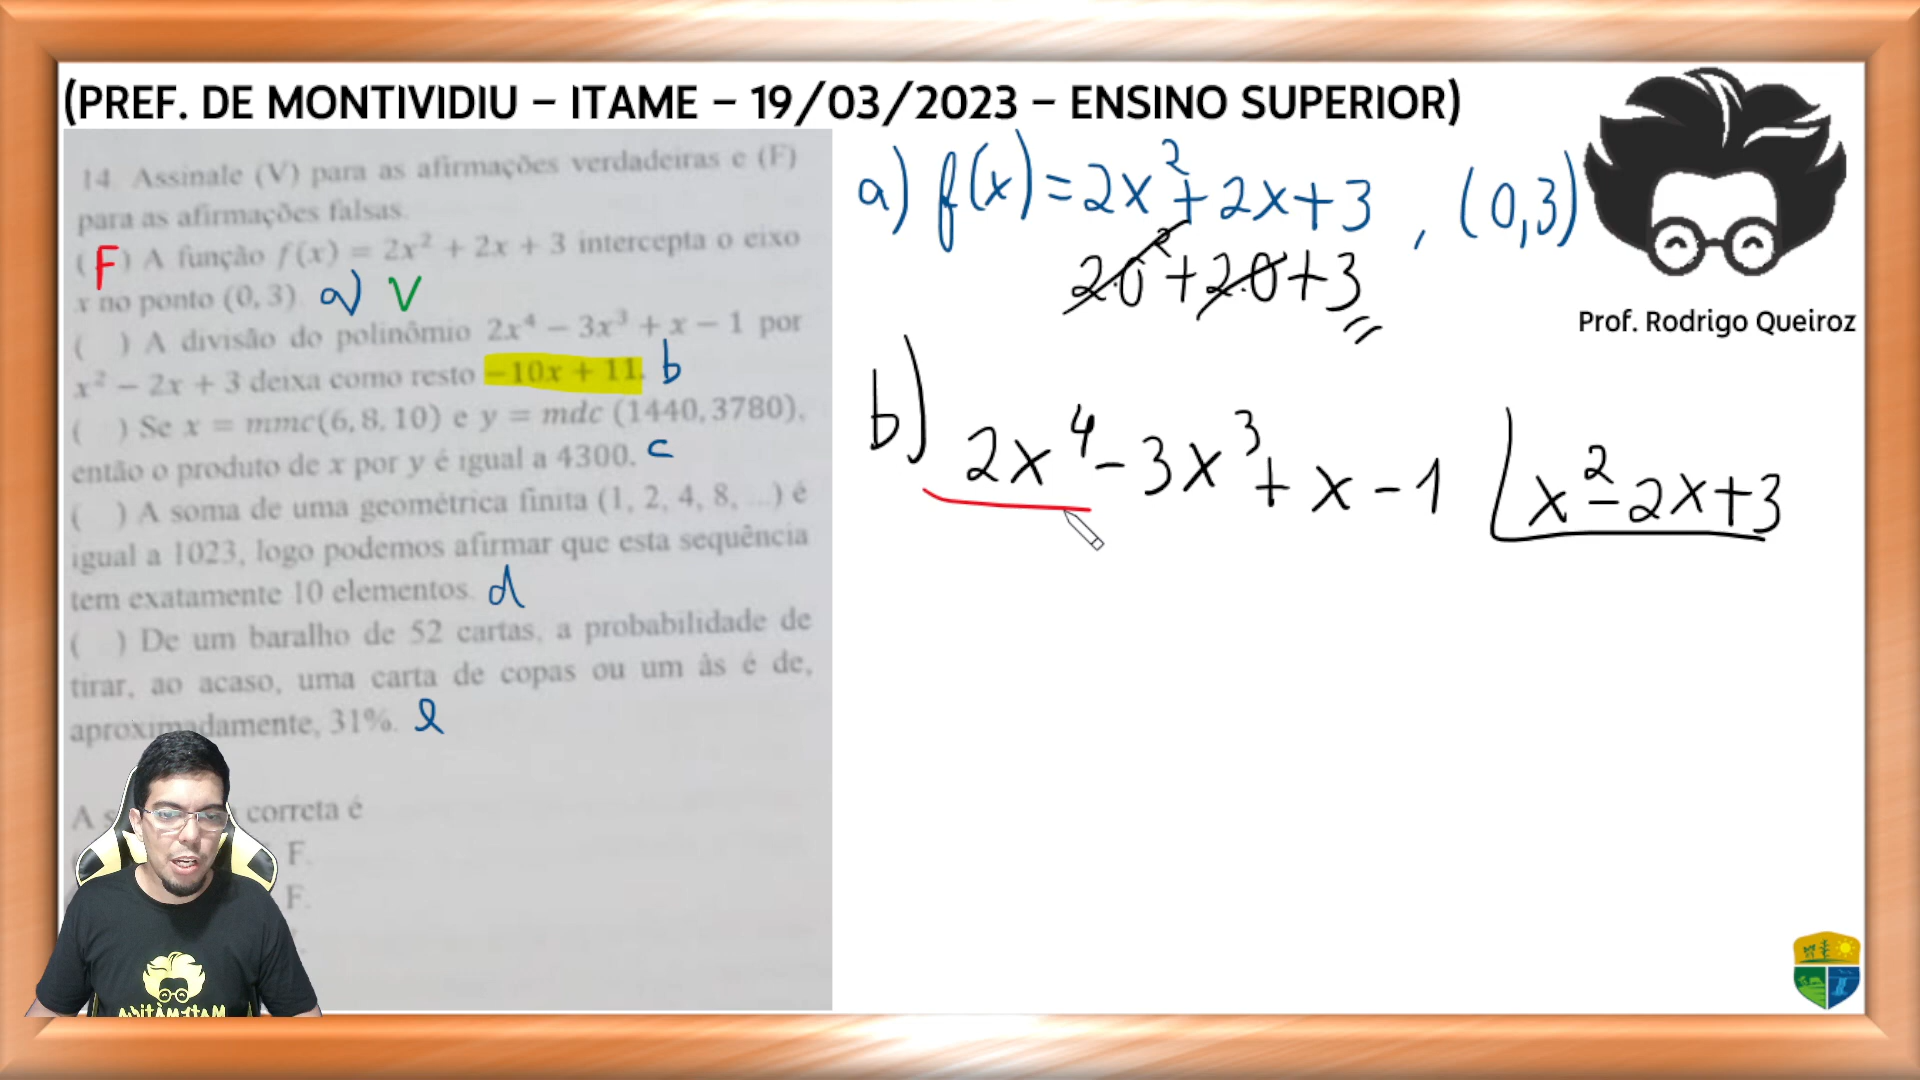 (PREF. DE MONTIVIDIU – ITAME – 19/03/2023 – ENSINO SUPERIOR)
14. Assinale (V) para as afirmações verdadeiras e (F)
para as afirmações falsas.
(F) A função f(x) = 2x² + 2x + 3 intercepta o eixo
x no ponto (0, 3). a) V
( ) A divisão do polinômio 2x⁴ − 3x³ + x − 1 por
x² − 2x + 3 deixa como resto −10x + 11. b
( ) Se x = mmc(6, 8, 10) e y = mdc (1440, 3780),
então o produto de x por y é igual a 4300. c
( ) A soma de uma geométrica finita (1, 2, 4, 8, ...) é
igual a 1023, logo podemos afirmar que esta sequência
tem exatamente 10 elementos. d
( ) De um baralho de 52 cartas, a probabilidade de
tirar, ao acaso, uma carta de copas ou um ás é de,
aproximadamente, 31%. e
A correta é
F.
F.
a) f(x) = 2x² + 2x + 3 , (0,3)
2·0² + 2·0 + 3
b) 2x⁴ − 3x³ + x − 1 x² − 2x + 3
Prof. Rodrigo Queiroz
MATEMÁTICA